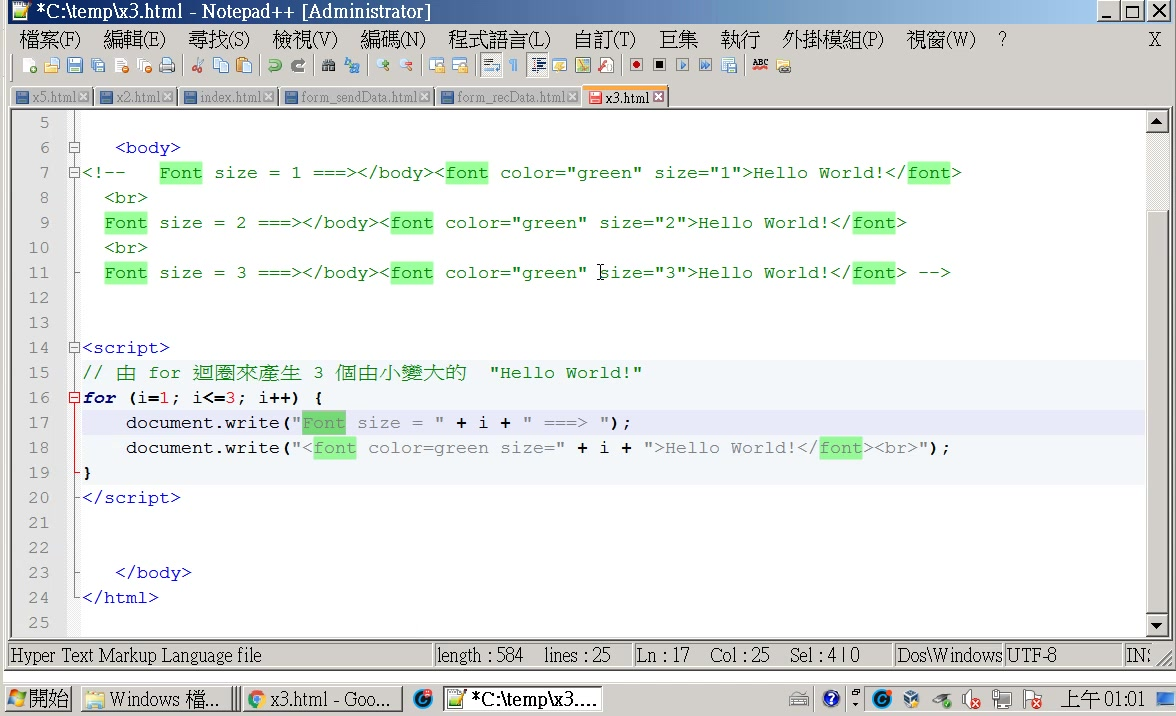 *C:\temp\x3.html - Notepad++ [Administrator]
檔案(F) 編輯(E) 尋找(S) 檢視(V) 編碼(N) 程式語言(L) 自訂(T) 巨集 執行 外掛模組(P) 視窗(W) ? X
x5.html x2.html index.html form_sendData.html form_recData.html x3.html
5
6 <body>
7 <!-- Font size = 1 ===></body><font color="green" size="1">Hello World!</font>
8 <br>
9 Font size = 2 ===></body><font color="green" size="2">Hello World!</font>
10 <br>
11 Font size = 3 ===></body><font color="green" size="3">Hello World!</font> -->
12
13
14 <script>
15 // 由 for 迴圈來產生 3 個由小變大的 "Hello World!"
16 for (i=1; i<=3; i++) {
17 document.write("Font size = " + i + " ===> ");
18 document.write("<font color=green size=" + i + ">Hello World!</font><br>");
19 }
20 </script>
21
22
23 </body>
24 </html>
25
Hyper Text Markup Language file length : 584 lines : 25 Ln : 17 Col : 25 Sel : 4 | 0 Dos\Windows UTF-8 INS
開始 Windows 檔... x3.html - Goo... *C:\temp\x3.... 上午 01:01